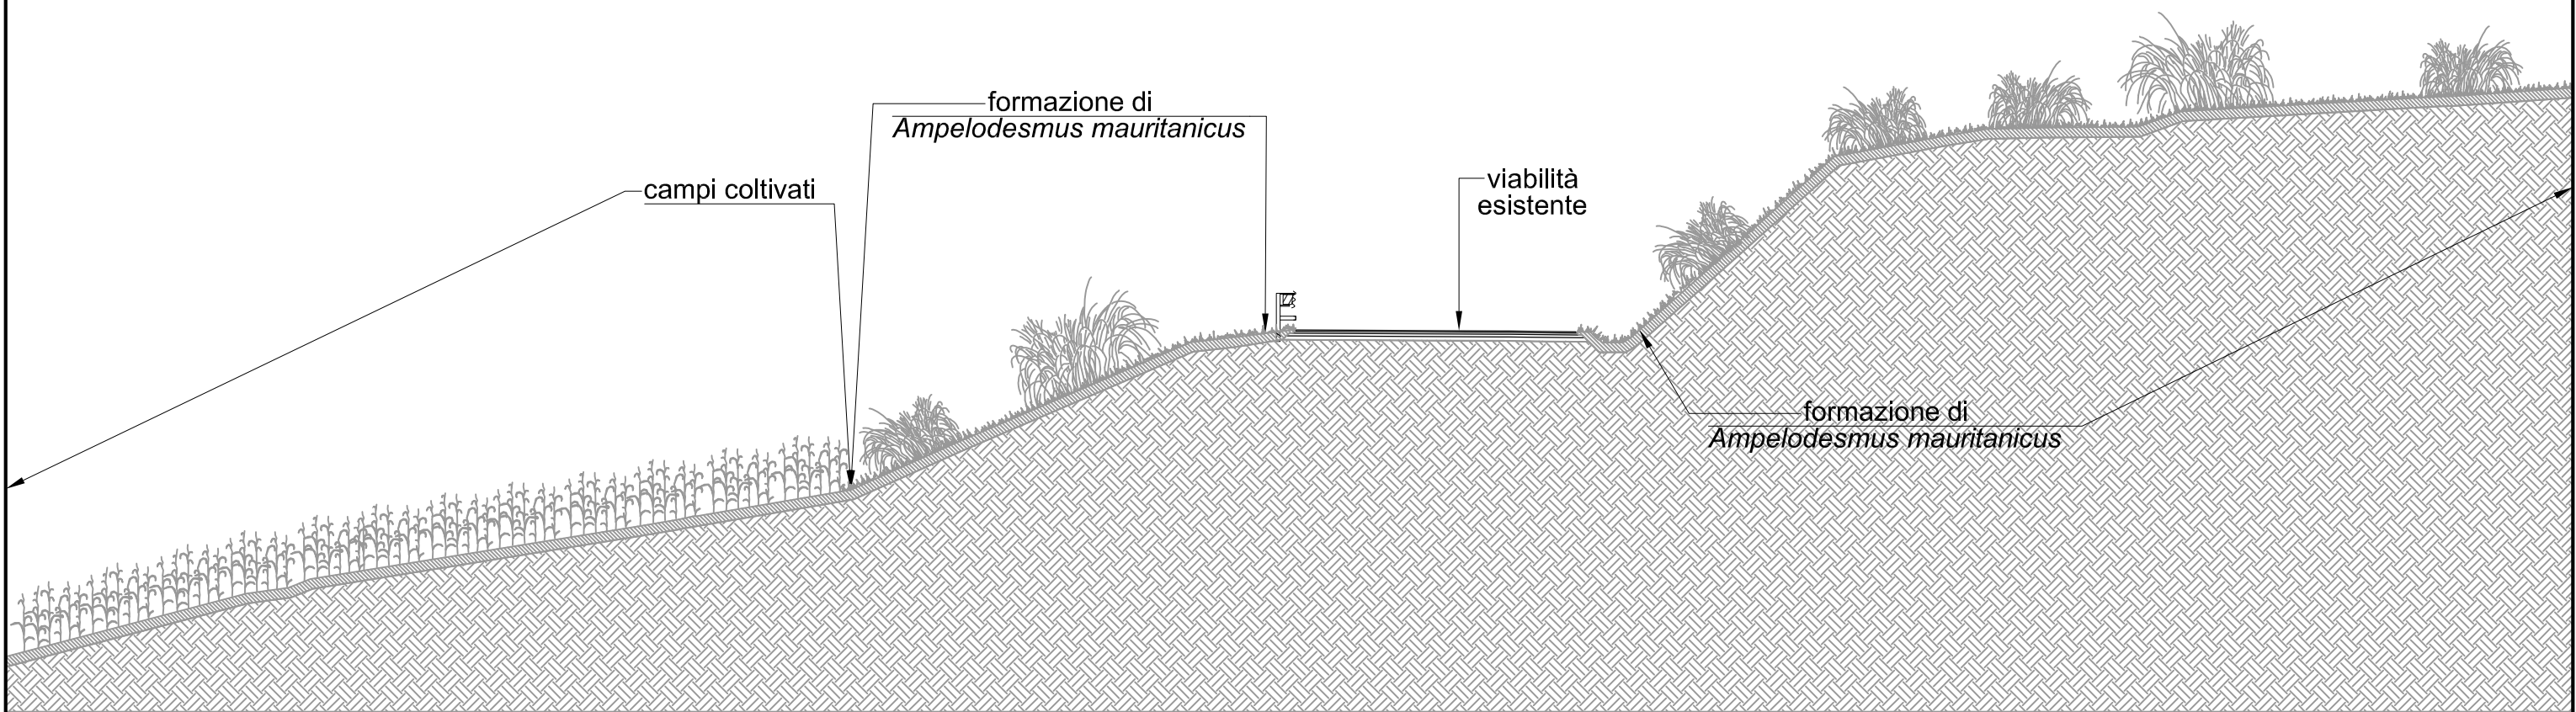 formazione di
Ampelodesmus mauritanicus
campi coltivati
viabilità
esistente
formazione di
Ampelodesmus mauritanicus